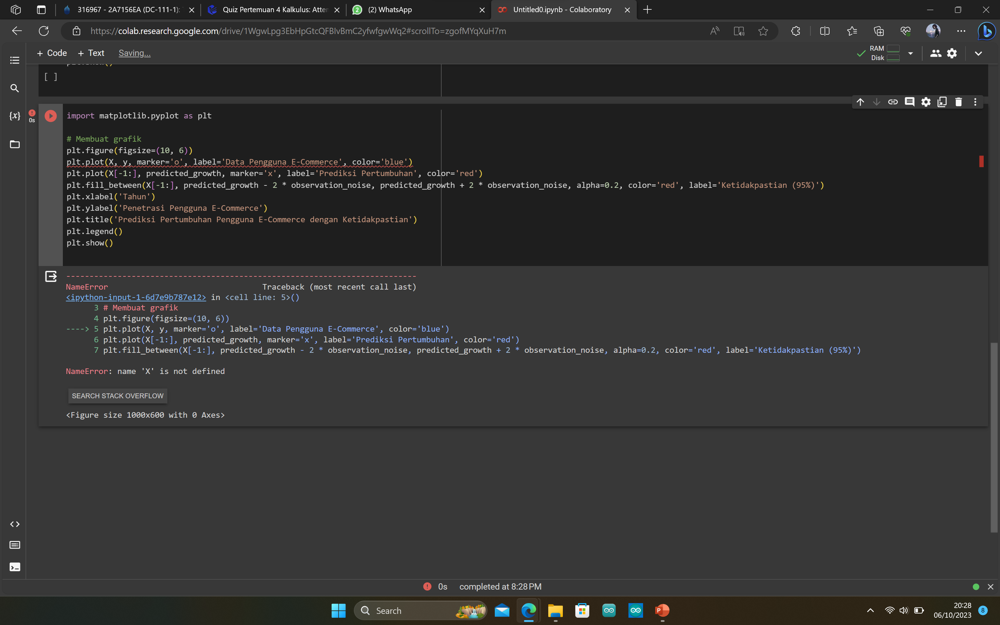 316967 - 2A7156EA (DC-111-1):
Quiz Pertemuan 4 Kalkulus: Atten
2
(2) WhatsApp
Untitled0.ipynb - Colaboratory
https://colab.research.google.com/drive/1WgwLpg3EbHpGtcQFBIvBmC2yfwfgwWq2#scrollTo=zgofMYqXuH7m
+ Code + Text Saving...
RAM
Disk
[ ]
{x}
0s
import matplotlib.pyplot as plt
# Membuat grafik
plt.figure(figsize=(10, 6))
plt.plot(X, y, marker='o', label='Data Pengguna E-Commerce', color='blue')
plt.plot(X[-1:], predicted_growth, marker='x', label='Prediksi Pertumbuhan', color='red')
plt.fill_between(X[-1:], predicted_growth - 2 * observation_noise, predicted_growth + 2 * observation_noise, alpha=0.2, color='red', label='Ketidakpastian (95%)')
plt.xlabel('Tahun')
plt.ylabel('Penetrasi Pengguna E-Commerce')
plt.title('Prediksi Pertumbuhan Pengguna E-Commerce dengan Ketidakpastian')
plt.legend()
plt.show()
---------------------------------------------------------------------------
NameError Traceback (most recent call last)
<ipython-input-1-6d7e9b787e12> in <cell line: 5>()
3 # Membuat grafik
4 plt.figure(figsize=(10, 6))
----> 5 plt.plot(X, y, marker='o', label='Data Pengguna E-Commerce', color='blue')
6 plt.plot(X[-1:], predicted_growth, marker='x', label='Prediksi Pertumbuhan', color='red')
7 plt.fill_between(X[-1:], predicted_growth - 2 * observation_noise, predicted_growth + 2 * observation_noise, alpha=0.2, color='red', label='Ketidakpastian (95%)')
NameError: name 'X' is not defined
SEARCH STACK OVERFLOW
<Figure size 1000x600 with 0 Axes>
0s completed at 8:28 PM
Search
20:28
06/10/2023
8